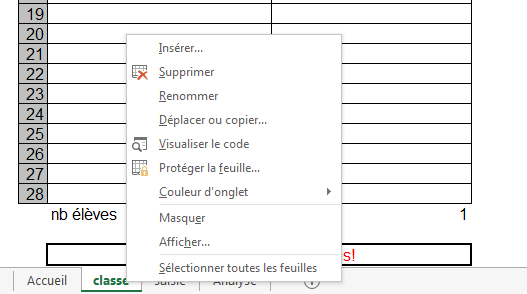 19
20
21
22
23
24
25
26
27
28
Insérer...
Supprimer
Renommer
Déplacer ou copier...
Visualiser le code
Protéger la feuille...
Couleur d'onglet
Masquer
Afficher...
Sélectionner toutes les feuilles
nb élèves 1
s!
Accueil classe saisie Analyse